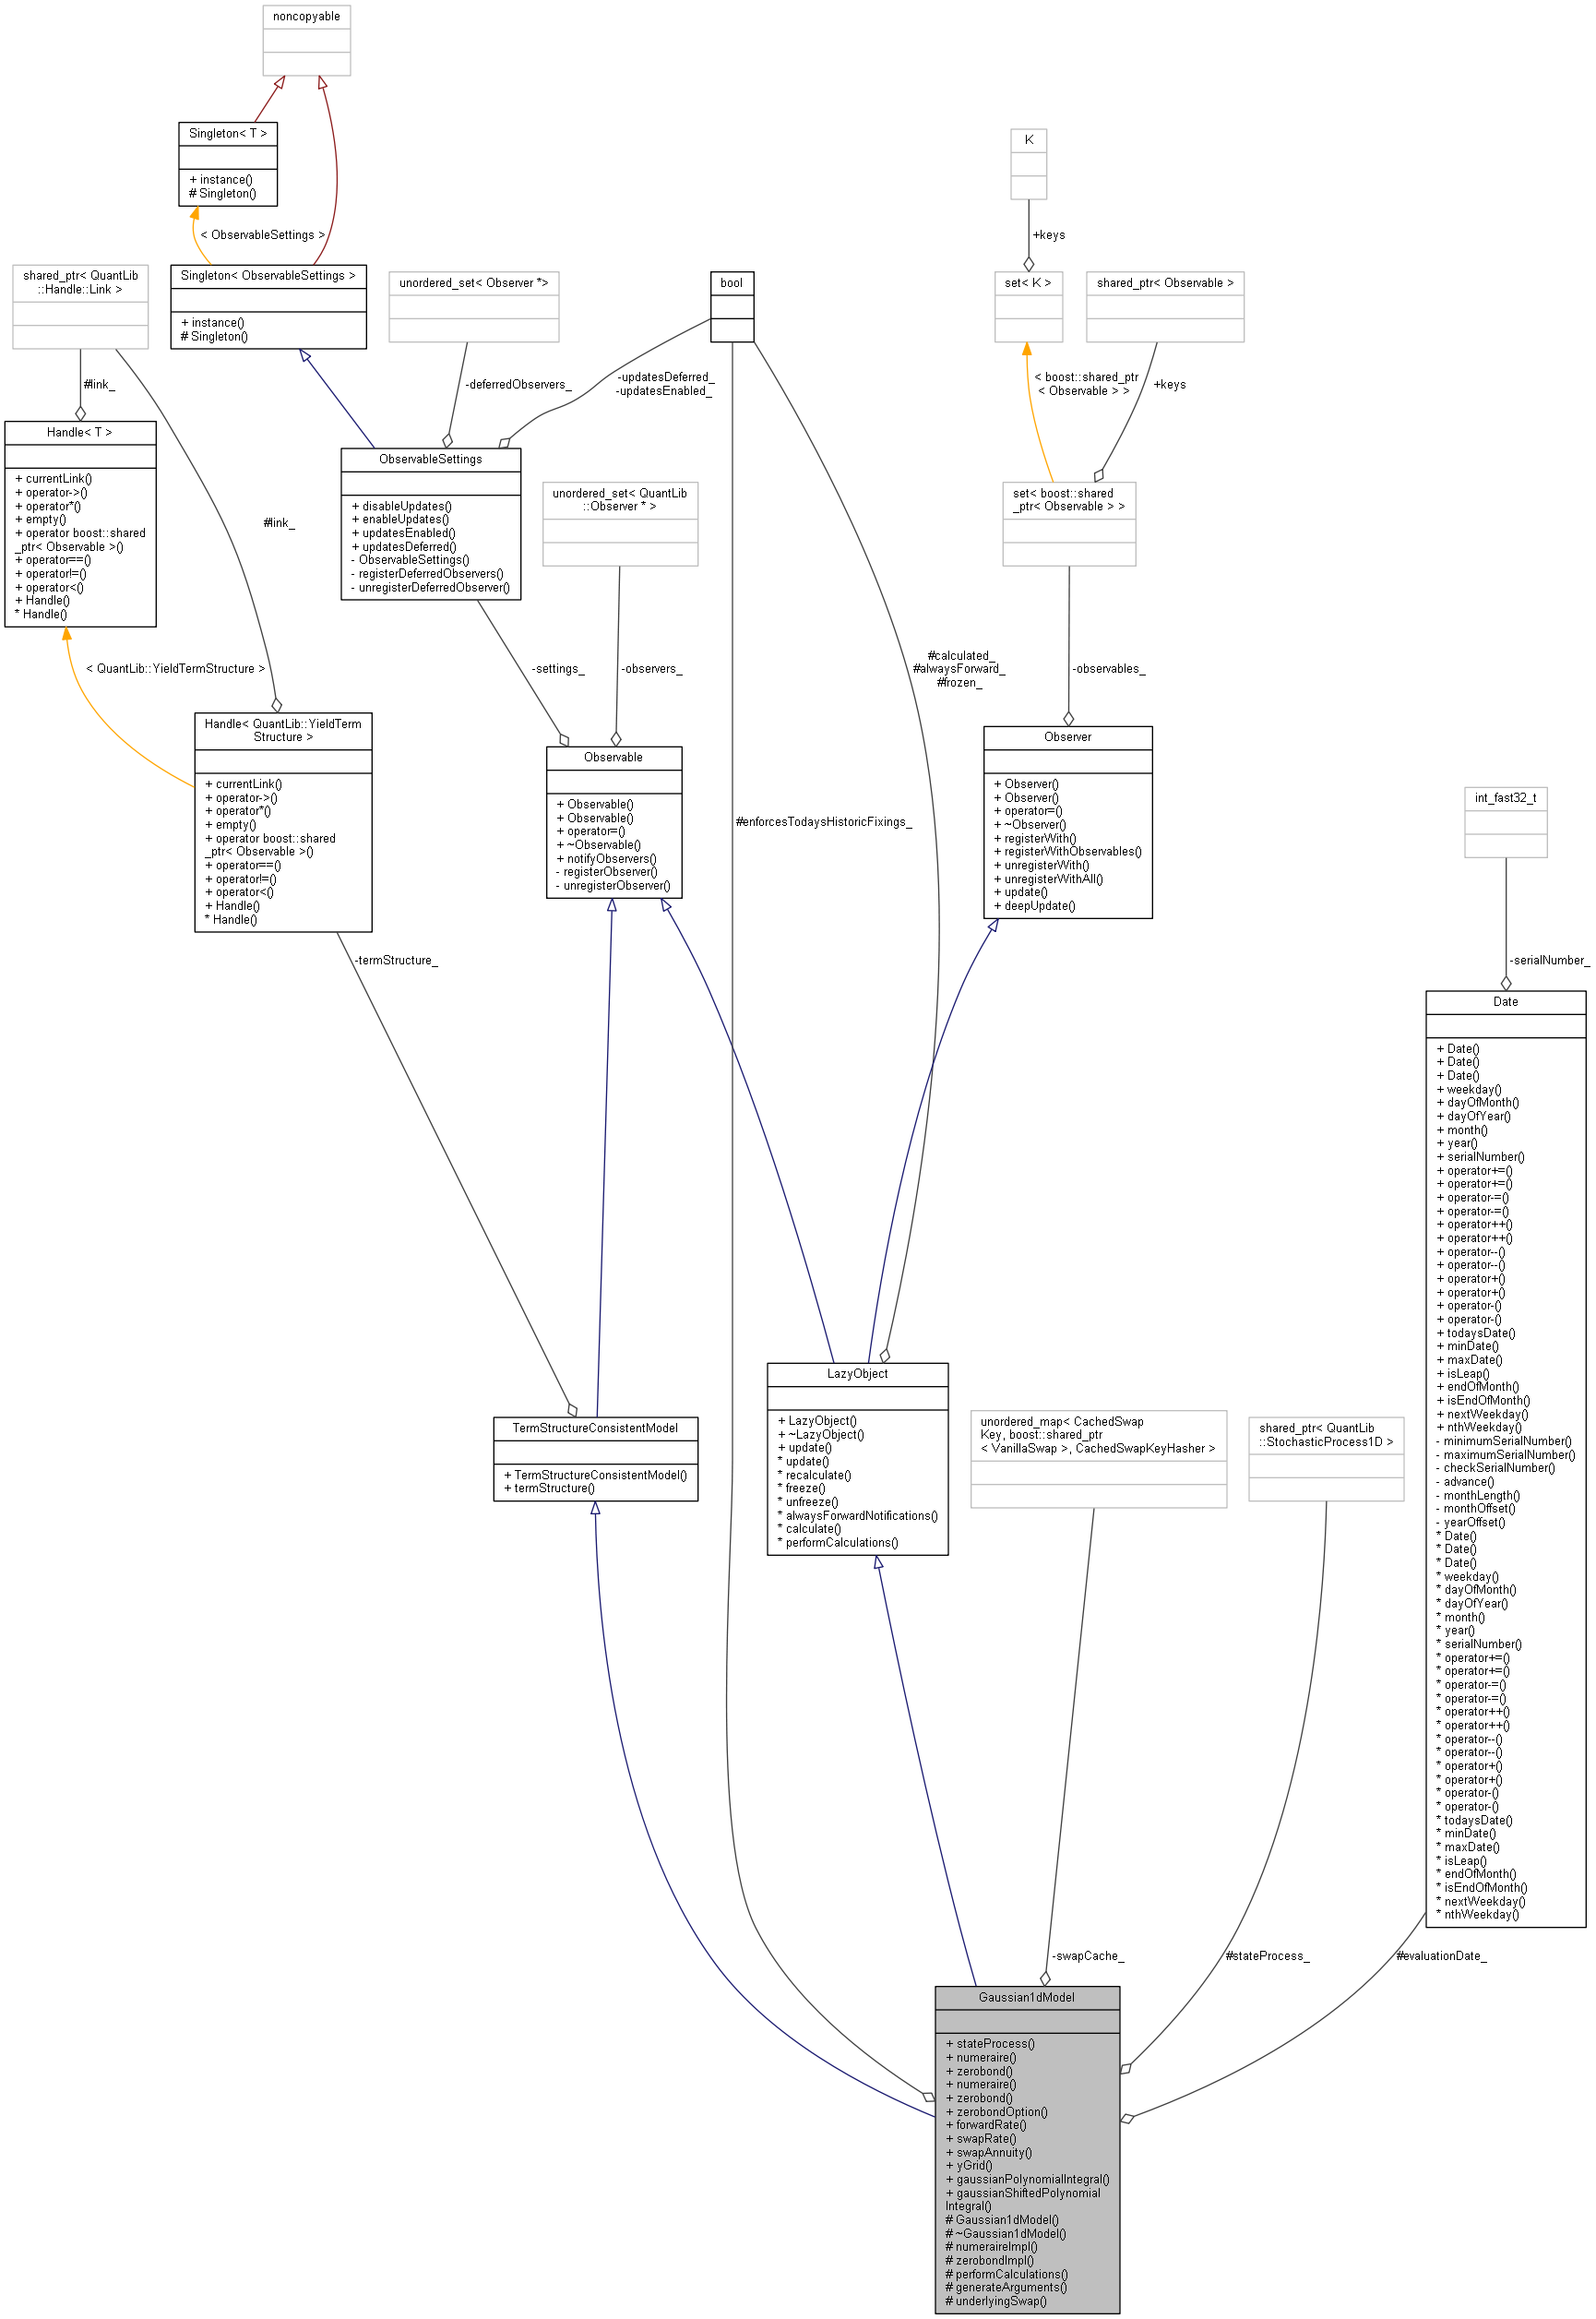 noncopyable
Singleton< T >
+ instance()
# Singleton()
K
< ObservableSettings >
+keys
shared_ptr< QuantLib
::Handle::Link >
Singleton< ObservableSettings >
+ instance()
# Singleton()
unordered_set< Observer *>
bool
set< K >
shared_ptr< Observable >
#link_
-deferredObservers_
-updatesDeferred_
-updatesEnabled_
< boost::shared_ptr
< Observable > >
+keys
Handle< T >
+ currentLink()
+ operator->()
+ operator*()
+ empty()
+ operator boost::shared
_ptr< Observable >()
+ operator==()
+ operator!=()
+ operator<()
+ Handle()
* Handle()
#link_
ObservableSettings
+ disableUpdates()
+ enableUpdates()
+ updatesEnabled()
+ updatesDeferred()
- ObservableSettings()
- registerDeferredObservers()
- unregisterDeferredObserver()
unordered_set< QuantLib
::Observer * >
set< boost::shared
_ptr< Observable > >
< QuantLib::YieldTermStructure >
-settings_
-observers_
#calculated_
#alwaysForward_
#frozen_
-observables_
Handle< QuantLib::YieldTerm
Structure >
+ currentLink()
+ operator->()
+ operator*()
+ empty()
+ operator boost::shared
_ptr< Observable >()
+ operator==()
+ operator!=()
+ operator<()
+ Handle()
* Handle()
Observable
+ Observable()
+ Observable()
+ operator=()
+ ~Observable()
+ notifyObservers()
- registerObserver()
- unregisterObserver()
#enforcesTodaysHistoricFixings_
Observer
+ Observer()
+ Observer()
+ operator=()
+ ~Observer()
+ registerWith()
+ registerWithObservables()
+ unregisterWith()
+ unregisterWithAll()
+ update()
+ deepUpdate()
int_fast32_t
-termStructure_
-serialNumber_
Date
+ Date()
+ Date()
+ Date()
+ weekday()
+ dayOfMonth()
+ dayOfYear()
+ month()
+ year()
+ serialNumber()
+ operator+=()
+ operator+=()
+ operator-=()
+ operator-=()
+ operator++()
+ operator++()
+ operator--()
+ operator--()
+ operator+()
+ operator+()
+ operator-()
+ operator-()
+ todaysDate()
+ minDate()
+ maxDate()
+ isLeap()
+ endOfMonth()
+ isEndOfMonth()
+ nextWeekday()
+ nthWeekday()
- minimumSerialNumber()
- maximumSerialNumber()
- checkSerialNumber()
- advance()
- monthLength()
- monthOffset()
- yearOffset()
* Date()
* Date()
* Date()
* weekday()
* dayOfMonth()
* dayOfYear()
* month()
* year()
* serialNumber()
* operator+=()
* operator+=()
* operator-=()
* operator-=()
* operator++()
* operator++()
* operator--()
* operator--()
* operator+()
* operator+()
* operator-()
* operator-()
* todaysDate()
* minDate()
* maxDate()
* isLeap()
* endOfMonth()
* isEndOfMonth()
* nextWeekday()
* nthWeekday()
TermStructureConsistentModel
+ TermStructureConsistentModel()
+ termStructure()
LazyObject
+ LazyObject()
+ ~LazyObject()
+ update()
* update()
* recalculate()
* freeze()
* unfreeze()
* alwaysForwardNotifications()
* calculate()
* performCalculations()
unordered_map< CachedSwap
Key, boost::shared_ptr
< VanillaSwap >, CachedSwapKeyHasher >
shared_ptr< QuantLib
::StochasticProcess1D >
-swapCache_
#stateProcess_
#evaluationDate_
Gaussian1dModel
+ stateProcess()
+ numeraire()
+ zerobond()
+ numeraire()
+ zerobond()
+ zerobondOption()
+ forwardRate()
+ swapRate()
+ swapAnnuity()
+ yGrid()
+ gaussianPolynomialIntegral()
+ gaussianShiftedPolynomial
Integral()
# Gaussian1dModel()
# ~Gaussian1dModel()
# numeraireImpl()
# zerobondImpl()
# performCalculations()
# generateArguments()
# underlyingSwap()